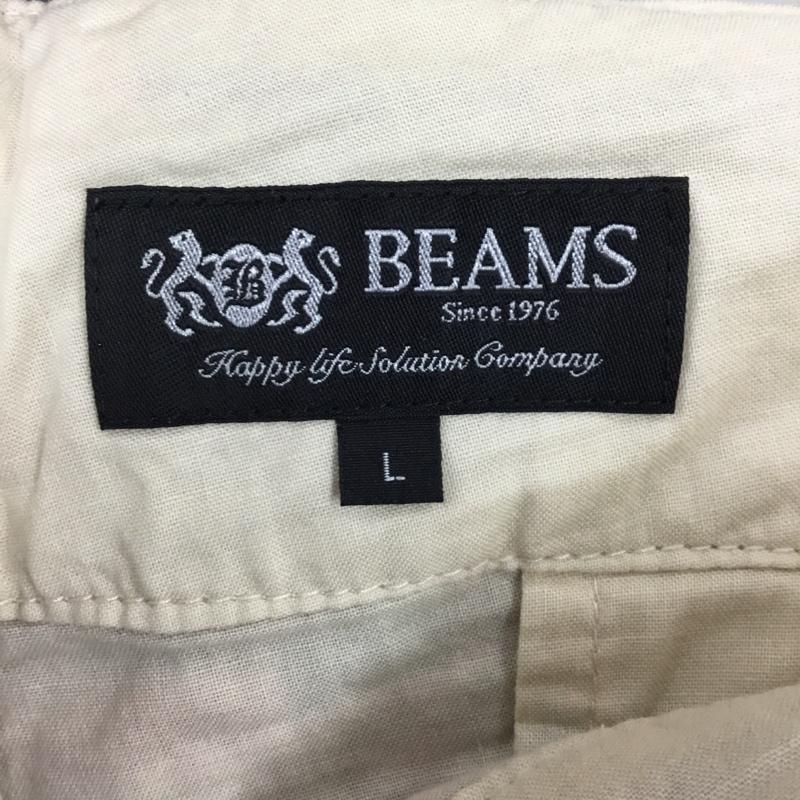 B
BEAMS
Since 1976
Happy life Solution Company
L